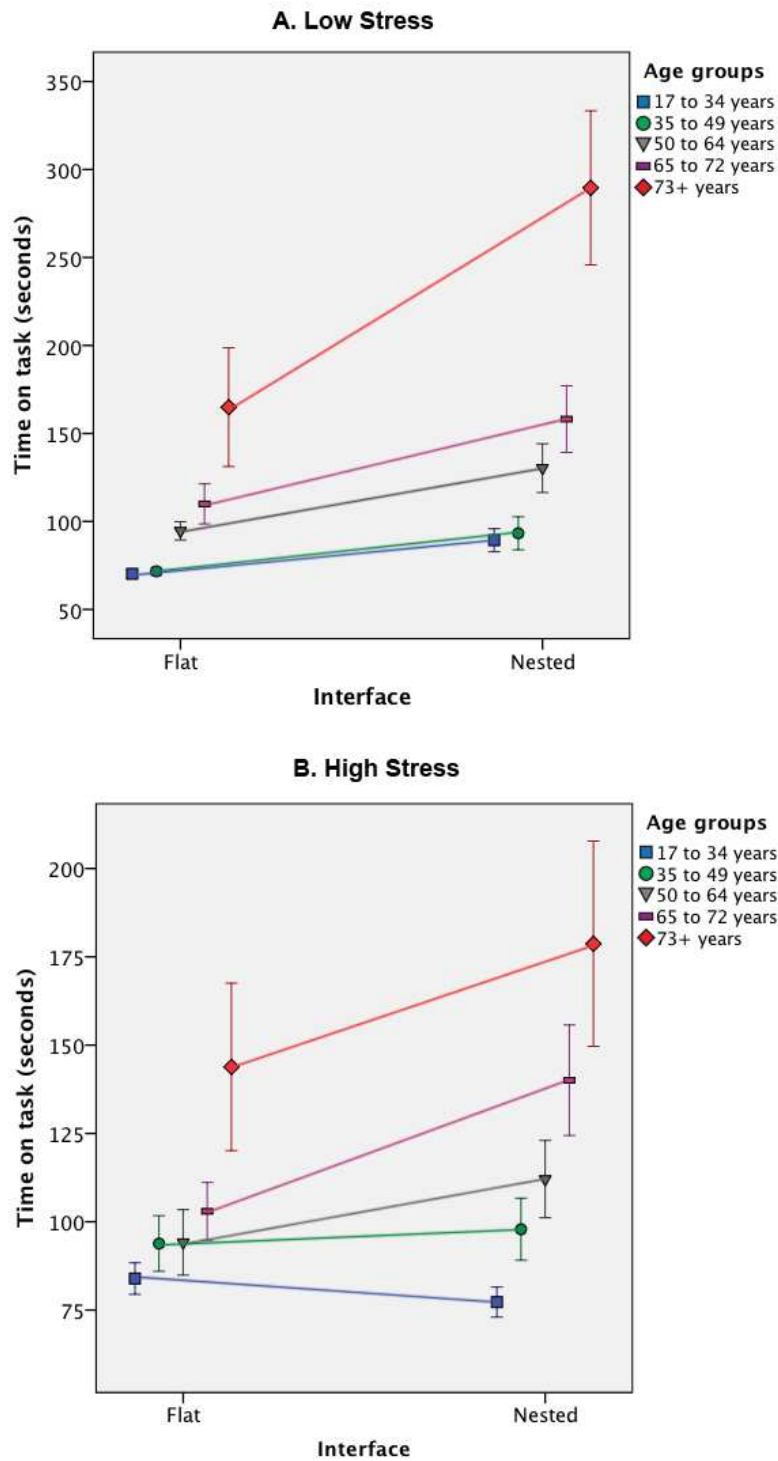 A. Low Stress
350
300
250
200
150
100
50
Time on task (seconds)
Flat
Nested
Interface
Age groups
17 to 34 years
35 to 49 years
50 to 64 years
65 to 72 years
73+ years
B. High Stress
200
175
150
125
100
75
Time on task (seconds)
Flat
Nested
Interface
Age groups
17 to 34 years
35 to 49 years
50 to 64 years
65 to 72 years
73+ years